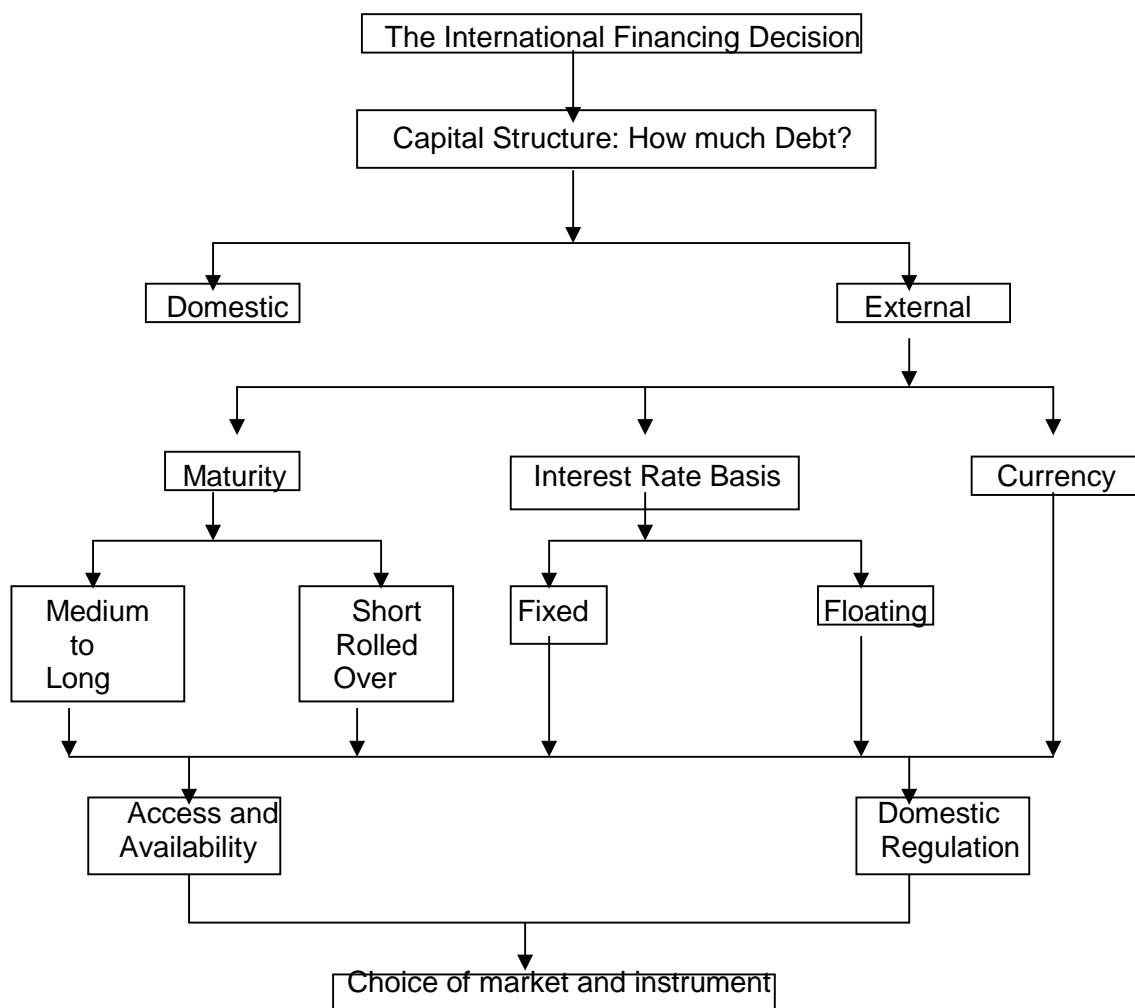 The International Financing Decision
Capital Structure: How much Debt?
Domestic
External
Maturity
Interest Rate Basis
Currency
Medium
to
Long
Short
Rolled
Over
Fixed
Floating
Access and
Availability
Domestic
Regulation
Choice of market and instrument